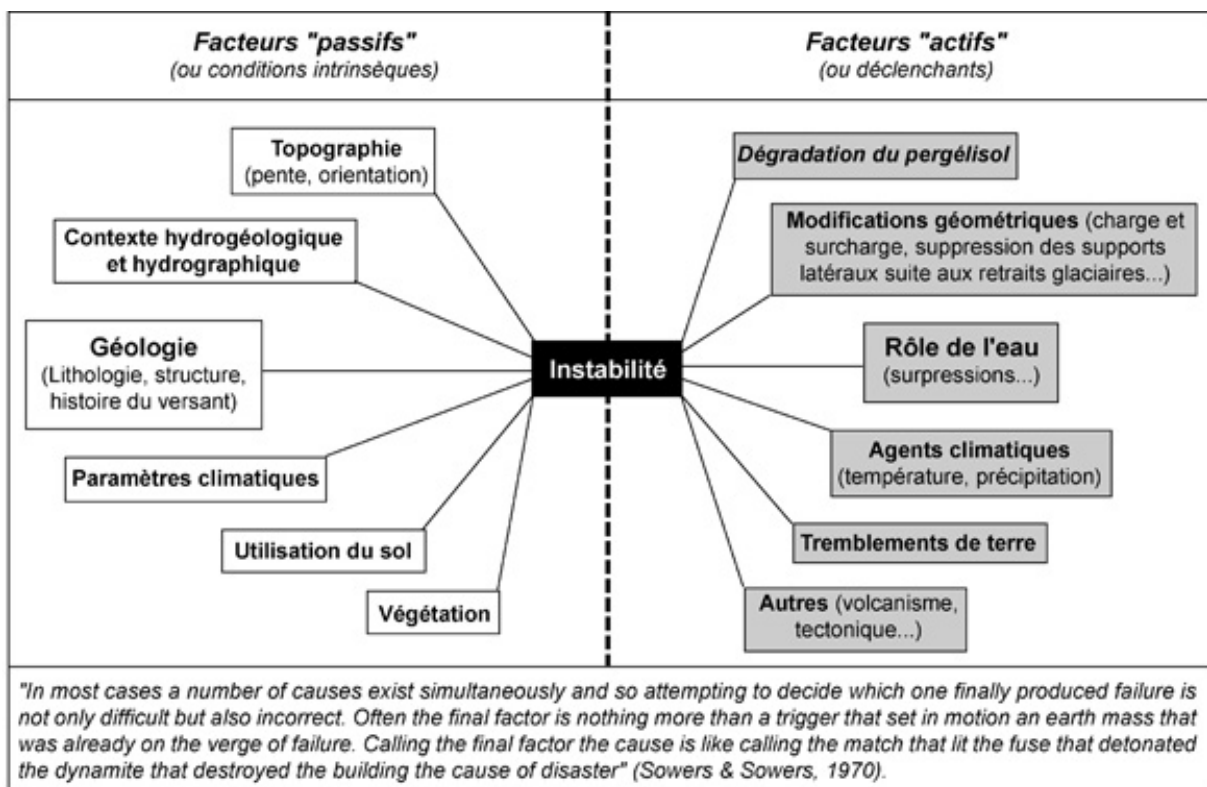 Facteurs "passifs"
(ou conditions intrinsèques)
Facteurs "actifs"
(ou déclenchants)
Topographie
(pente, orientation)
Contexte hydrogéologique
et hydrographique
Géologie
(Lithologie, structure,
histoire du versant)
Paramètres climatiques
Utilisation du sol
Végétation
Instabilité
Dégradation du pergélisol
Modifications géométriques (charge et
surcharge, suppression des supports
latéraux suite aux retraits glaciaires...)
Rôle de l'eau
(surpressions...)
Agents climatiques
(température, précipitation)
Tremblements de terre
Autres (volcanisme,
tectonique...)
"In most cases a number of causes exist simultaneously and so attempting to decide which one finally produced failure is
not only difficult but also incorrect. Often the final factor is nothing more than a trigger that set in motion an earth mass that
was already on the verge of failure. Calling the final factor the cause is like calling the match that lit the fuse that detonated
the dynamite that destroyed the building the cause of disaster" (Sowers & Sowers, 1970).